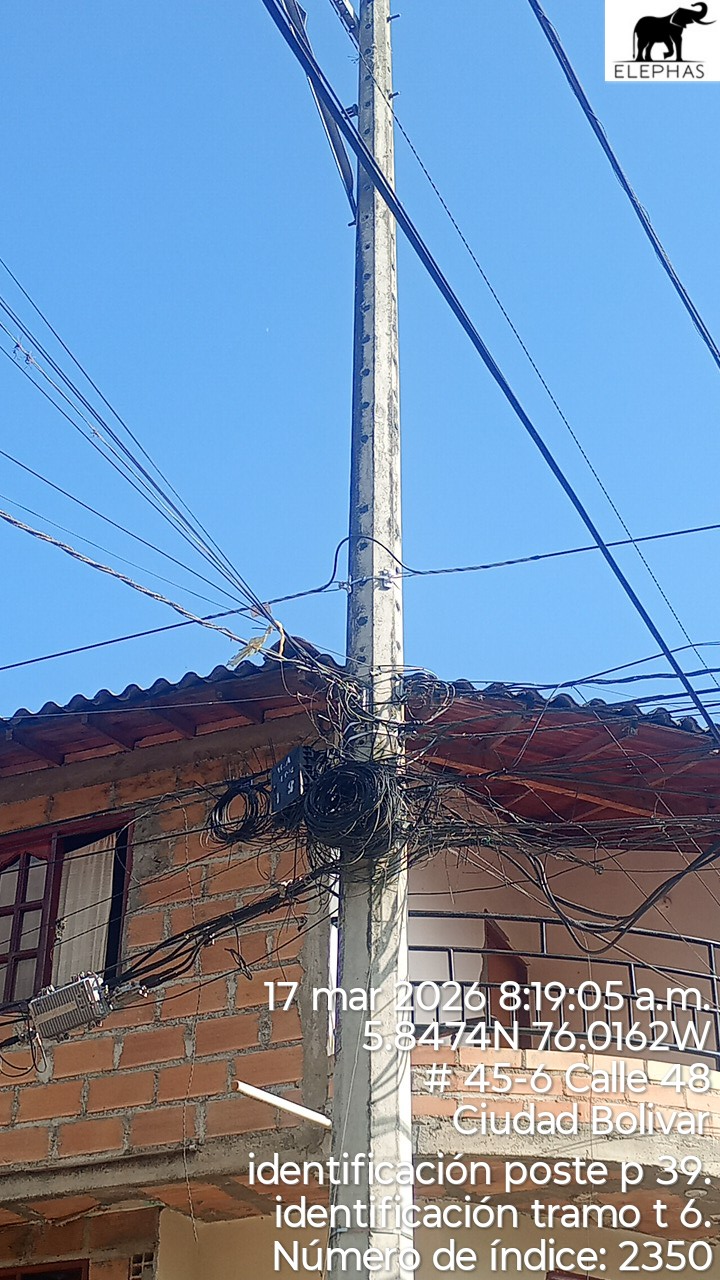 ELEPHAS
17 mar 2026 8:19:05 a.m.
5.8474N 76.0162W
# 45-6 Calle 48
Ciudad Bolivar
identificación poste p 39.
identificación tramo t 6.
Número de índice: 2350